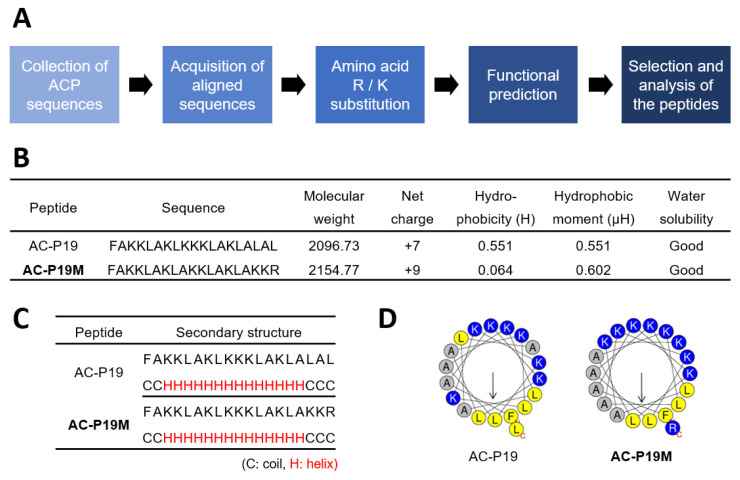 A
Collection of
ACP
sequences
Acquisition of
aligned
sequences
Amino acid
R / K
substitution
Functional
prediction
Selection and
analysis of
the peptides
B
Peptide Sequence Molecular weight Net charge Hydro-phobicity (H) Hydrophobic moment (μH) Water solubility
AC-P19 FAKKLAKLKKKLAKLALAL 2096.73 +7 0.551 0.551 Good
AC-P19M FAKKLAKLAKKLAKLAKKR 2154.77 +9 0.064 0.602 Good
C
Peptide Secondary structure
AC-P19
FAKKLAKLKKKLAKLALAL
CCHHHHHHHHHHHHHHCCC
AC-P19M
FAKKLAKLAKKLALAKKR
CCHHHHHHHHHHHHHHCCC
(C: coil, H: helix)
D
L K K K K A K K L L L F L L A K A A A
C
AC-P19
K K K K K K K K L L F R L L A A A A A
C
AC-P19M